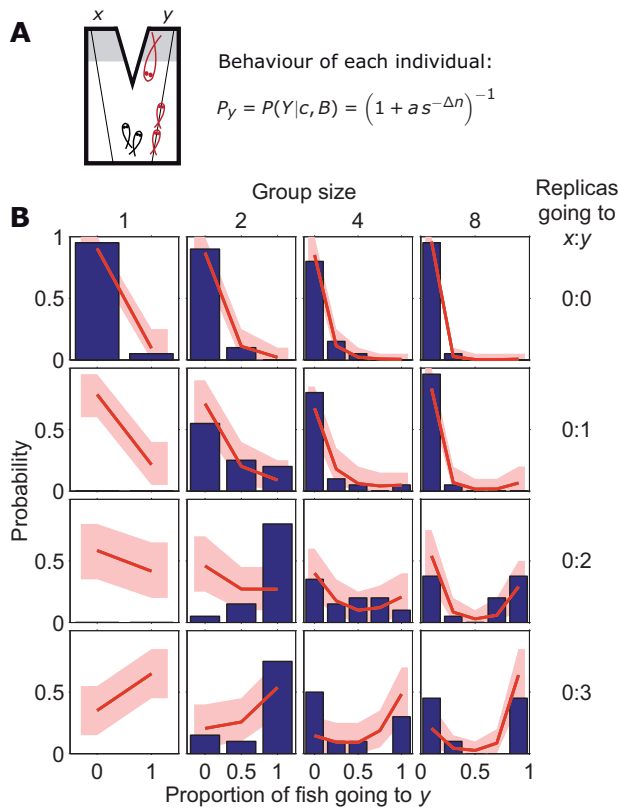 A
x y
Behaviour of each individual:
P_y = P(Y|c, B) = (1 + a s^{-Δn})^{-1}
B
Group size
Replicas
going to
x:y
1 2 4 8
1
0.5
0
0:0
0.5
0
0:1
0.5
0
0:2
0.5
0
0:3
Probability
0 1 0 0.5 1 0 0.5 1 0 0.5 1
Proportion of fish going to y